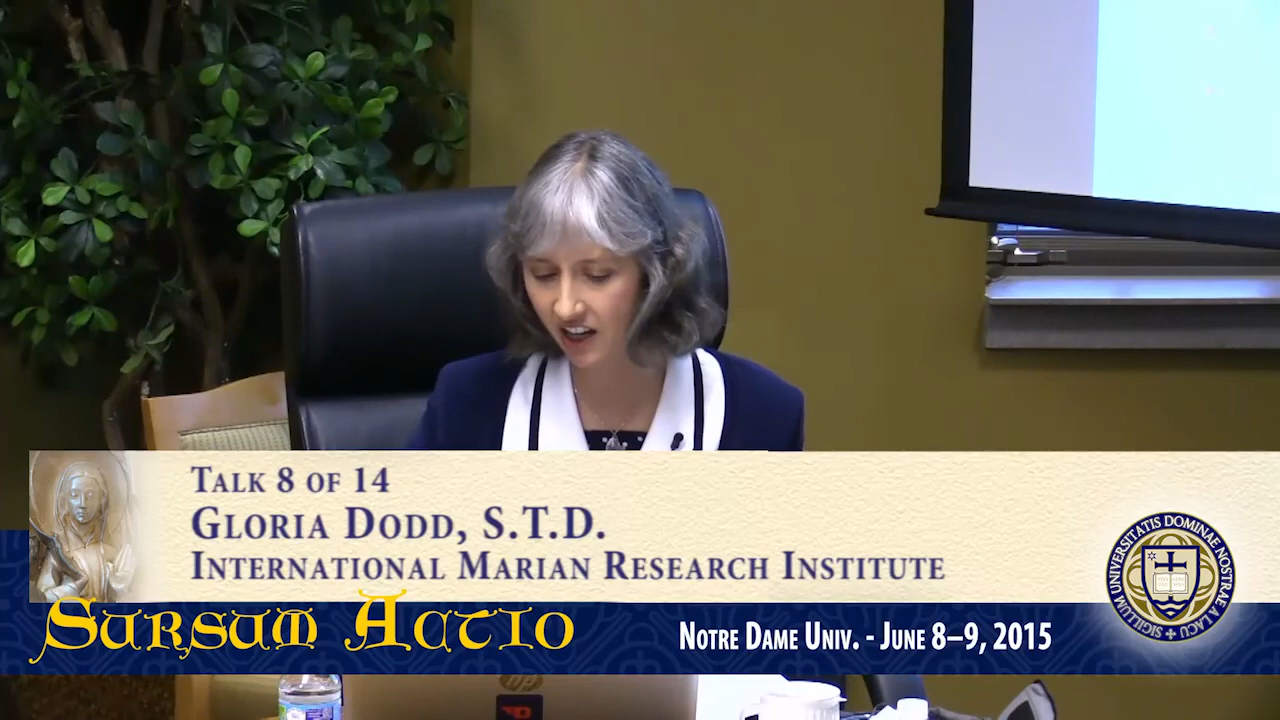 Talk 8 of 14
Gloria Dodd, S.T.D.
International Marian Research Institute
Sursum Actio
Notre Dame Univ. - June 8–9, 2015
SIGILLUM UNIVERSITATIS DOMINAE NOSTRAE A LACU
hp